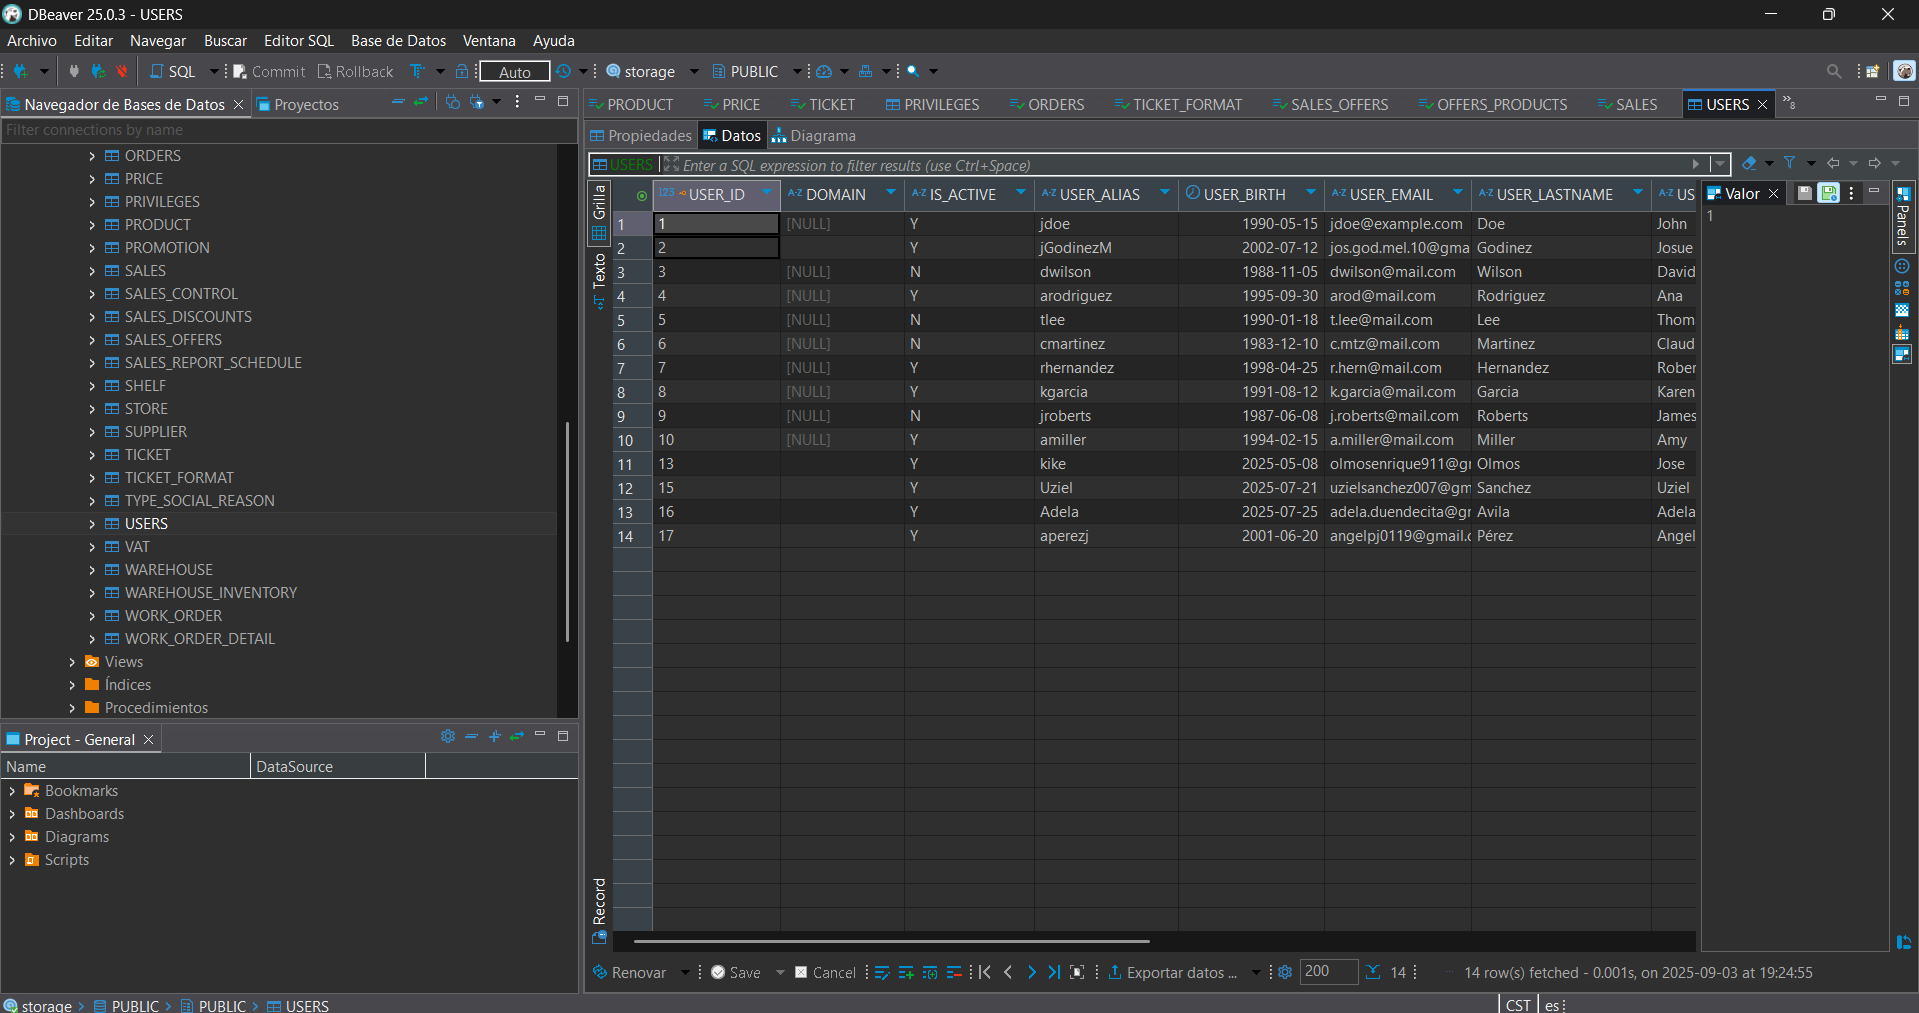 DBeaver 25.0.3 - USERS
Archivo Editar Navegar Buscar Editor SQL Base de Datos Ventana Ayuda
SQL Commit Rollback Auto storage PUBLIC
Navegador de Bases de Datos Proyectos
Filter connections by name
ORDERS
PRICE
PRIVILEGES
PRODUCT
PROMOTION
SALES
SALES_CONTROL
SALES_DISCOUNTS
SALES_OFFERS
SALES_REPORT_SCHEDULE
SHELF
STORE
SUPPLIER
TICKET
TICKET_FORMAT
TYPE_SOCIAL_REASON
USERS
VAT
WAREHOUSE
WAREHOUSE_INVENTORY
WORK_ORDER
WORK_ORDER_DETAIL
Views
Índices
Procedimientos
Project - General
Name DataSource
Bookmarks
Dashboards
Diagrams
Scripts
PRODUCT PRICE TICKET PRIVILEGES ORDERS TICKET_FORMAT SALES_OFFERS OFFERS_PRODUCTS SALES USERS »8
Propiedades Datos Diagrama
USERS Enter a SQL expression to filter results (use Ctrl+Space)
Grilla
Texto
Record
123 USER_ID A-Z DOMAIN A-Z IS_ACTIVE A-Z USER_ALIAS USER_BIRTH A-Z USER_EMAIL A-Z USER_LASTNAME A-Z US
1 1 [NULL] Y jdoe 1990-05-15 jdoe@example.com Doe John
2 2 Y jGodinezM 2002-07-12 jos.god.mel.10@gma Godinez Josue
3 3 [NULL] N dwilson 1988-11-05 dwilson@mail.com Wilson David
4 4 [NULL] Y arodriguez 1995-09-30 arod@mail.com Rodriguez Ana
5 5 [NULL] N tlee 1990-01-18 t.lee@mail.com Lee Thom
6 6 [NULL] N cmartinez 1983-12-10 c.mtz@mail.com Martinez Claud
7 7 [NULL] Y rhernandez 1998-04-25 r.hern@mail.com Hernandez Rober
8 8 [NULL] Y kgarcia 1991-08-12 k.garcia@mail.com Garcia Karen
9 9 [NULL] N jroberts 1987-06-08 j.roberts@mail.com Roberts James
10 10 [NULL] Y amiller 1994-02-15 a.miller@mail.com Miller Amy
11 13 Y kike 2025-05-08 olmosenrique911@gr Olmos Jose
12 15 Y Uziel 2025-07-21 uzielsanchez007@gm Sanchez Uziel
13 16 Y Adela 2025-07-25 adela.duendecita@gr Avila Adela
14 17 Y aperezj 2001-06-20 angelpj0119@gmail.c Pérez Angel
Valor
1
Panels
Renovar Save Cancel Exportar datos ... 200 14 14 row(s) fetched - 0.001s, on 2025-09-03 at 19:24:55
storage PUBLIC PUBLIC USERS
CST es